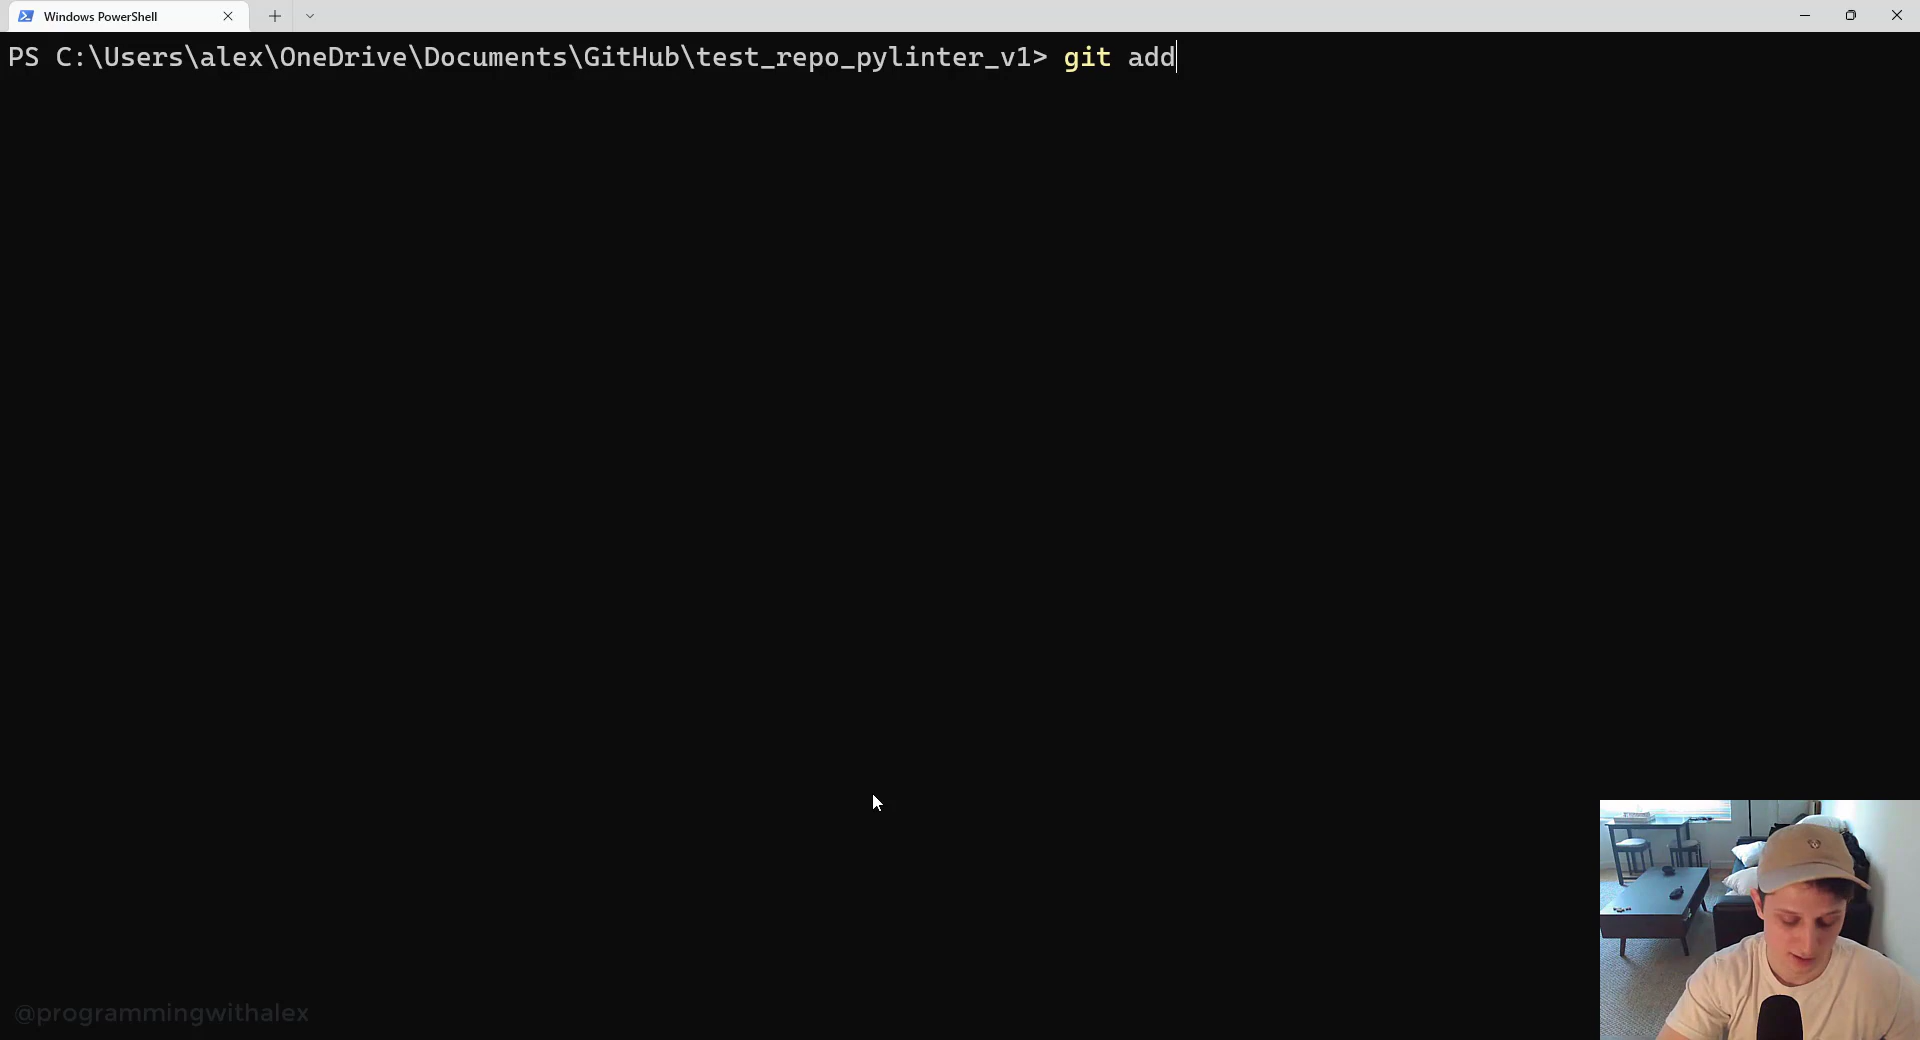 Windows PowerShell
PS C:\Users\alex\OneDrive\Documents\GitHub\test_repo_pylinter_v1> git add
@programmingwithalex